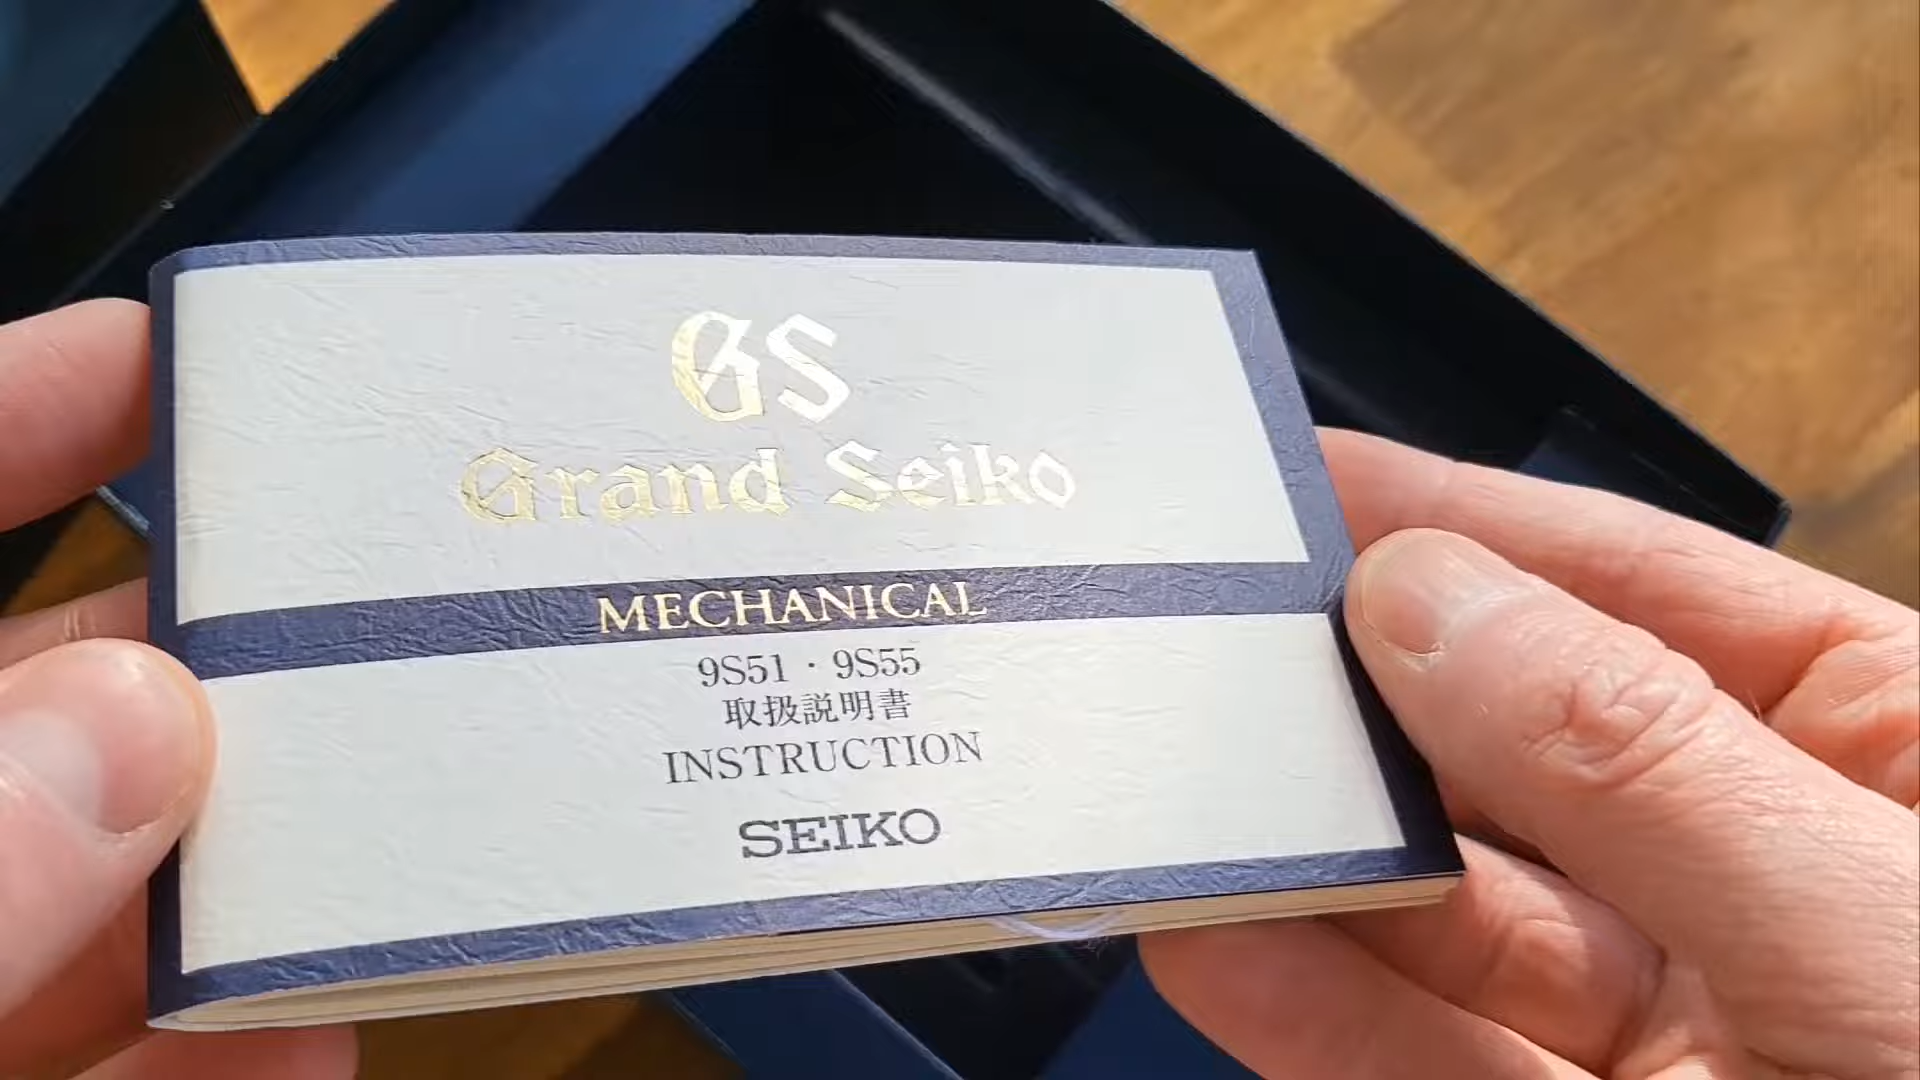 GS
Grand Seiko
MECHANICAL
9S51・9S55
取扱説明書
INSTRUCTION
SEIKO